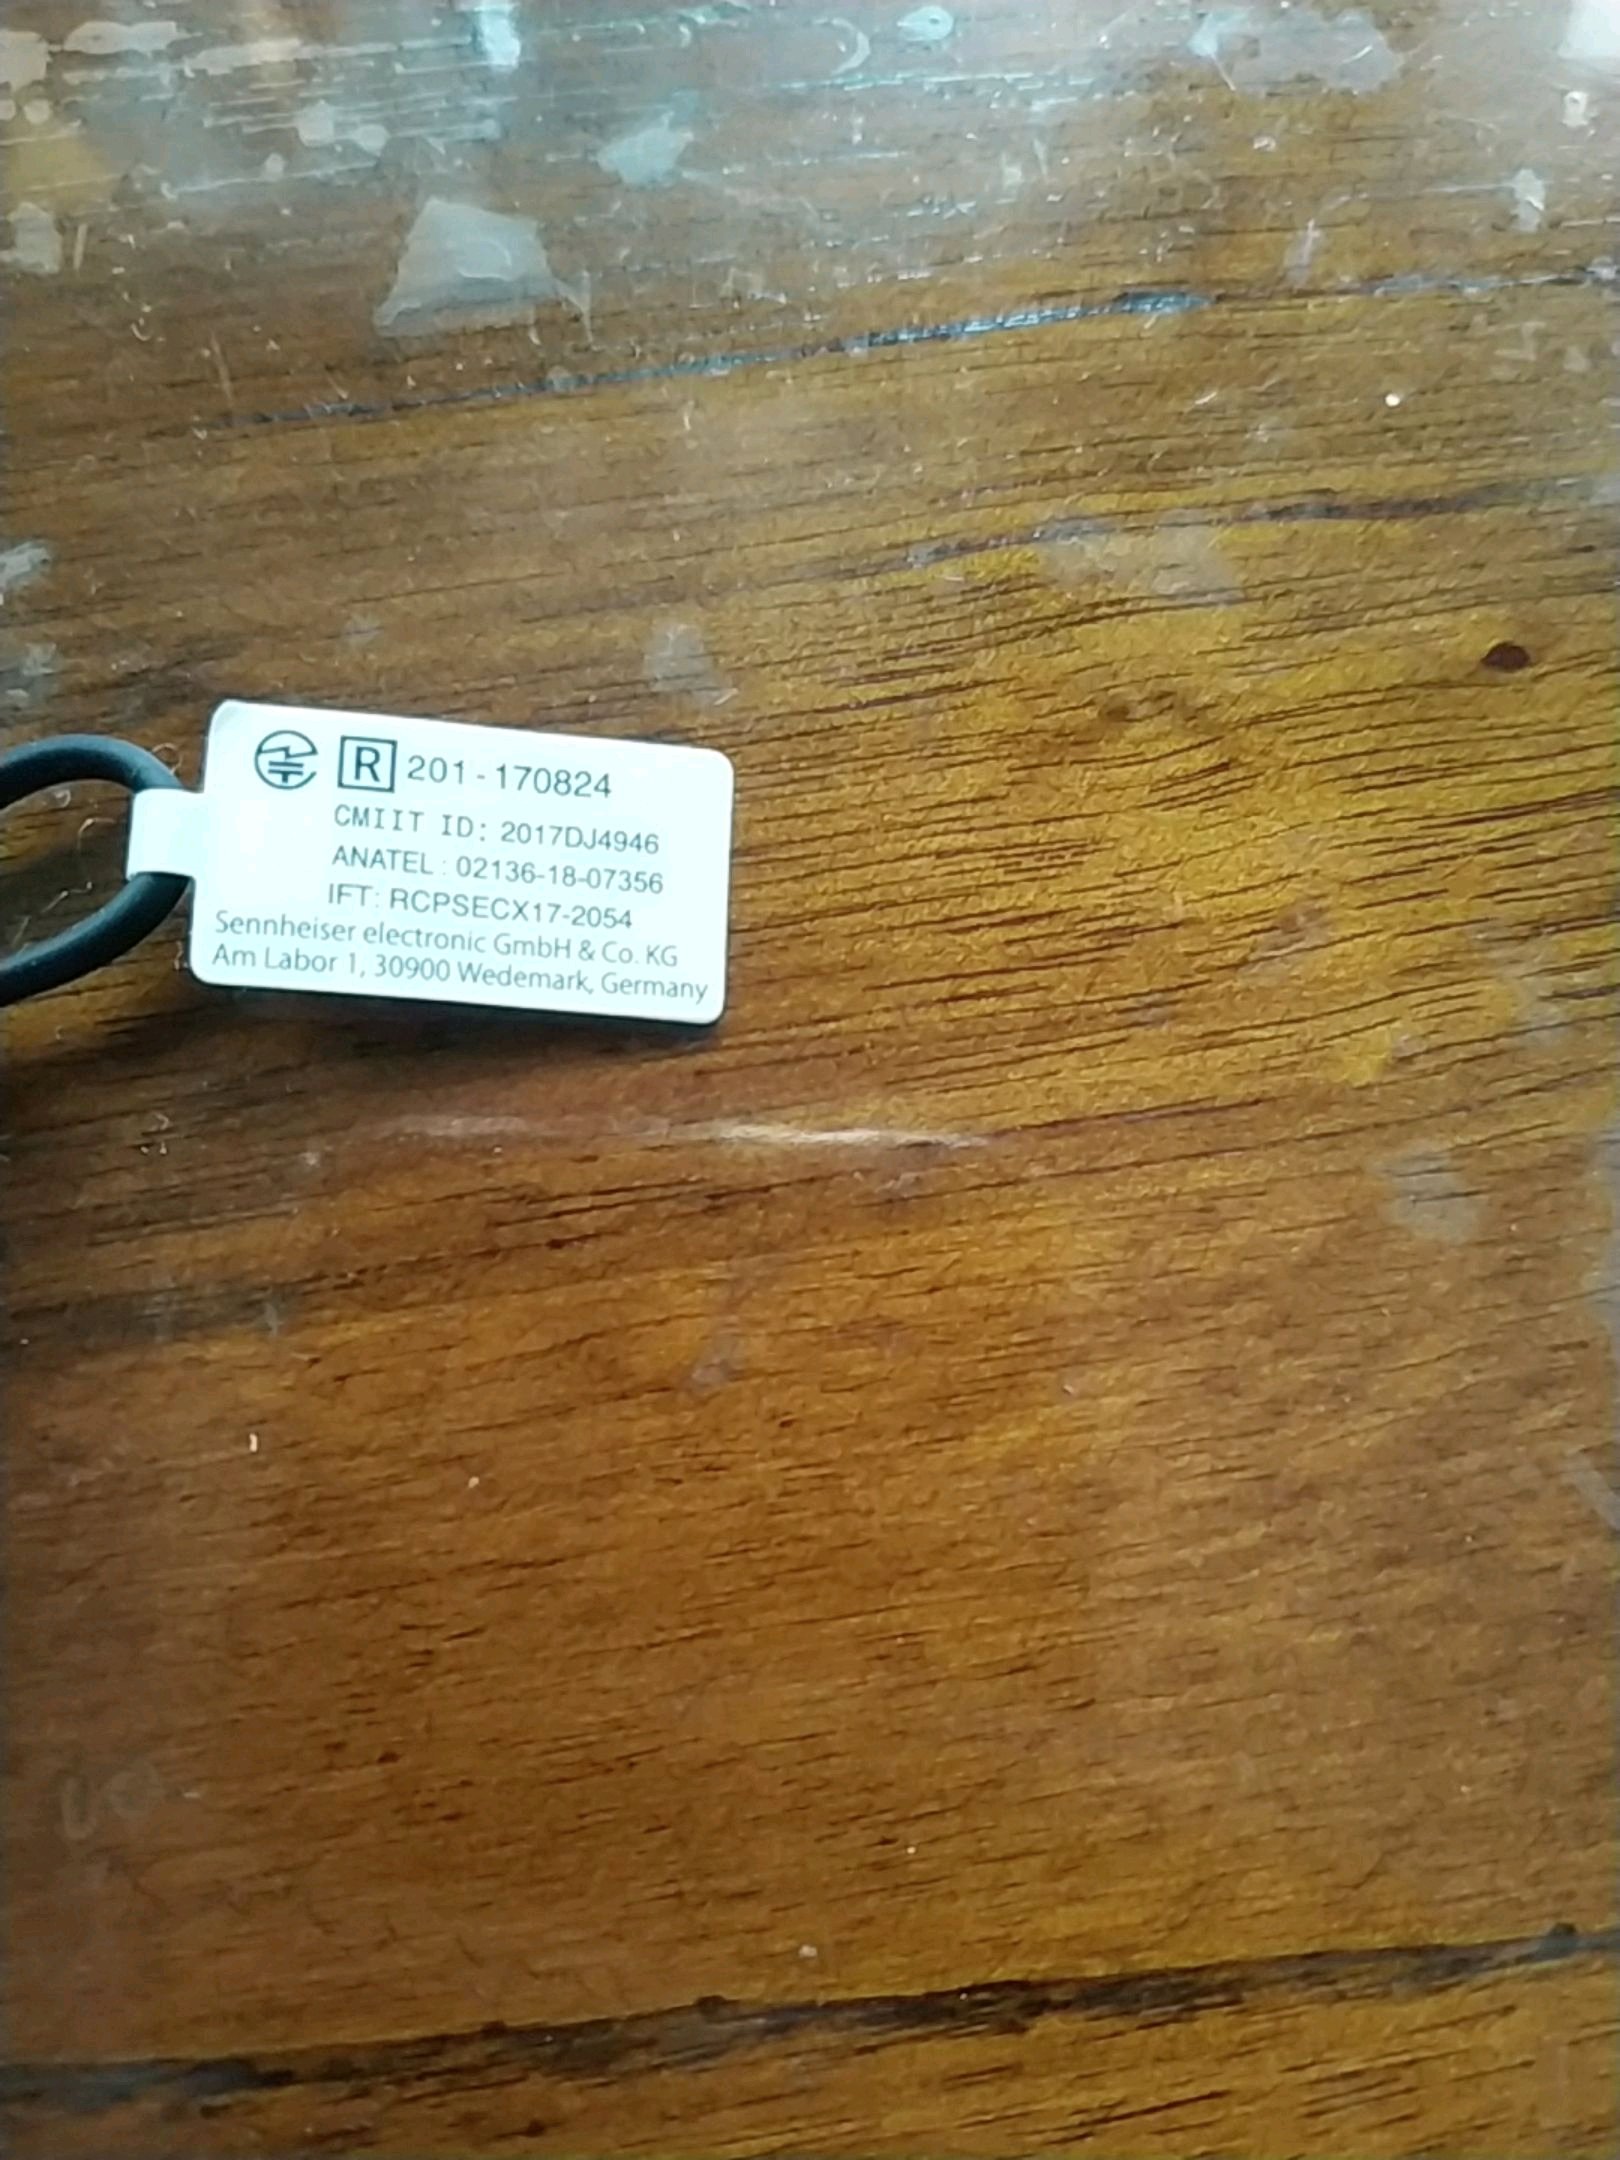 R 201-170824
CMIIT ID: 2017DJ4946
ANATEL: 02136-18-07356
IFT: RCPSECX17-2054
Sennheiser electronic GmbH & Co. KG
Am Labor 1, 30900 Wedemark, Germany